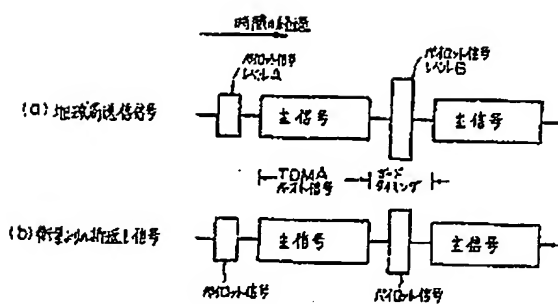 時間の経過
パイロット信号
レベルA
パイロット信号
レベルB
(a) 地球局送信信号
主信号
主信号
TDMA
バースト信号
ガード
タイミング
(b) 衛星よりの折返し信号
主信号
主信号
パイロット信号
パイロット信号